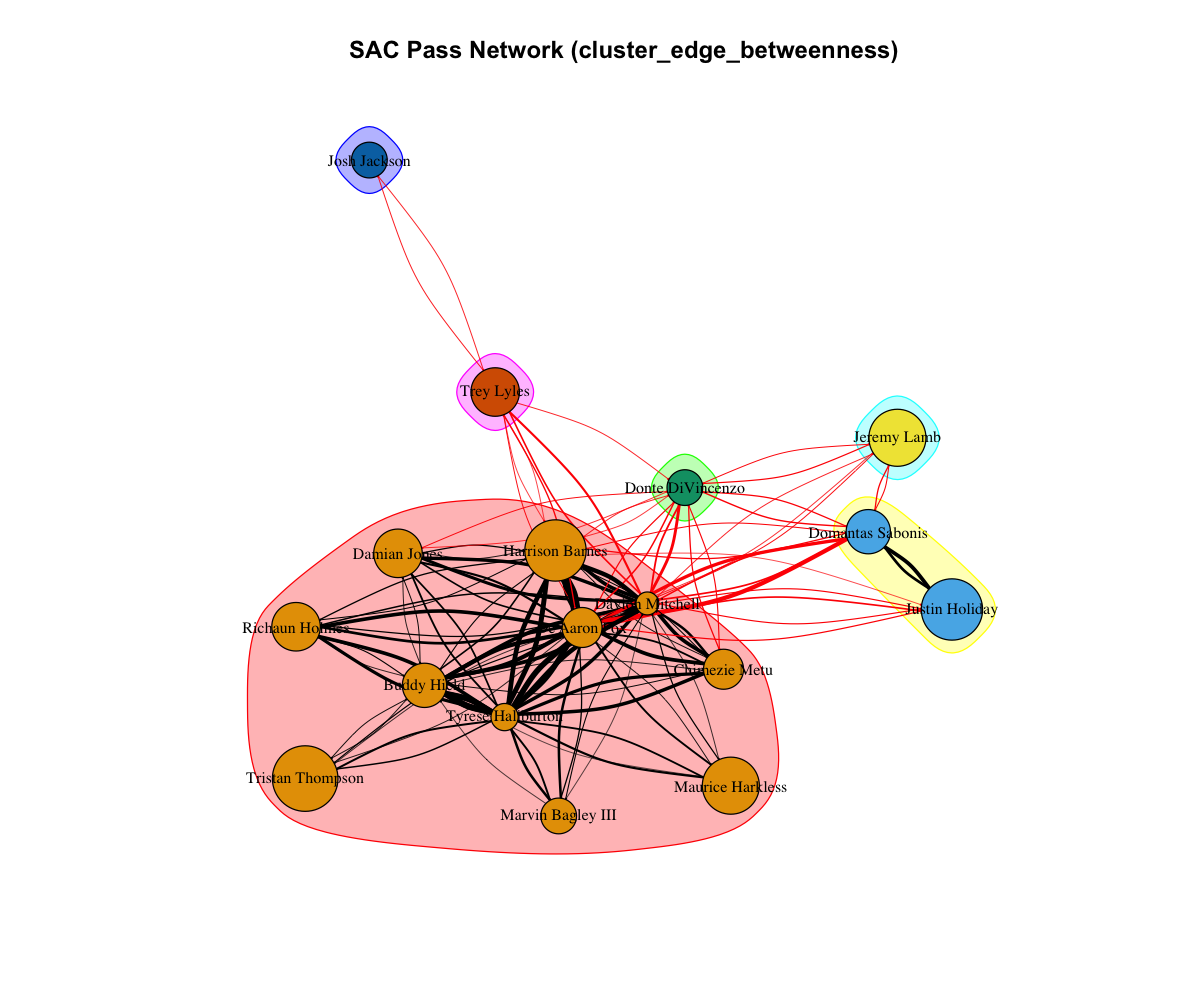 SAC Pass Network (cluster_edge_betweenness)
Josh Jackson
Trey Lyles
Jeremy Lamb
Donte DiVincenzo
Domantas Sabonis
Damian Jones
Harrison Barnes
Davion Mitchell
Justin Holiday
Richaun Holmes
De'Aaron Fox
Chimezie Metu
Buddy Hield
Tyrese Haliburton
Tristan Thompson
Maurice Harkless
Marvin Bagley III